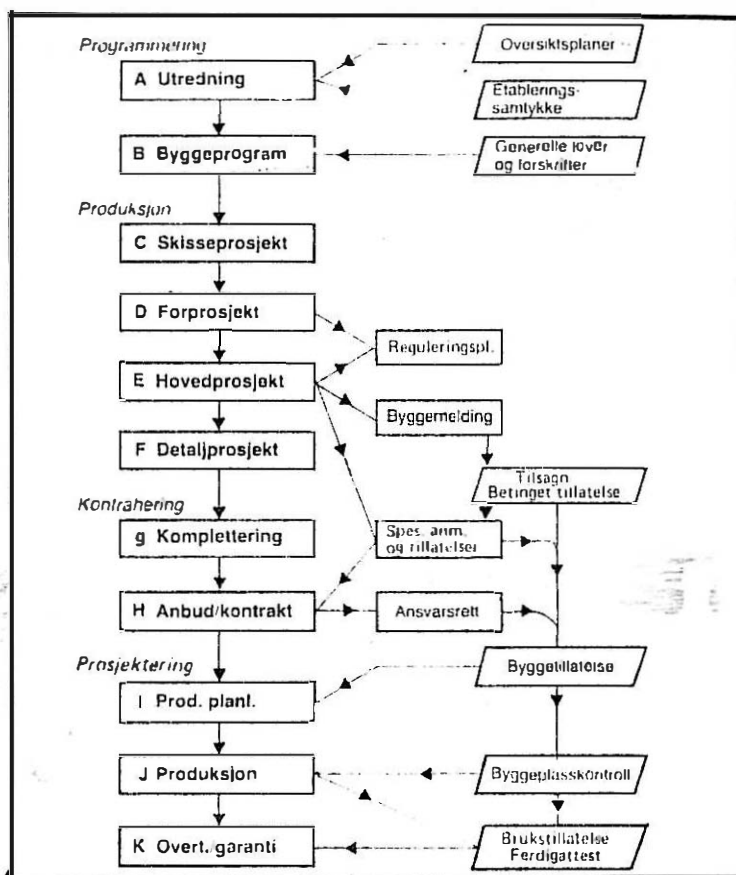 Programmering
Oversiktsplaner
A Utredning
Etablerings-
samtykke
B Byggeprogram
Generelle lover
og forskrifter
Produksjon
C Skisseprosjekt
D Forprosjekt
Reguleringspl.
E Hovedprosjekt
Byggemelding
F Detaljprosjekt
Tilsagn
Betinget tillatelse
Kontrahering
g Komplettering
Spes. anm.
og tillatelser
H Anbud/kontrakt
Ansvarsrett
Prosjektering
Byggetillatelse
I Prod. planl.
J Produksjon
Byggeplasskontroll
K Overt./garanti
Brukstillatelse
Ferdigattest